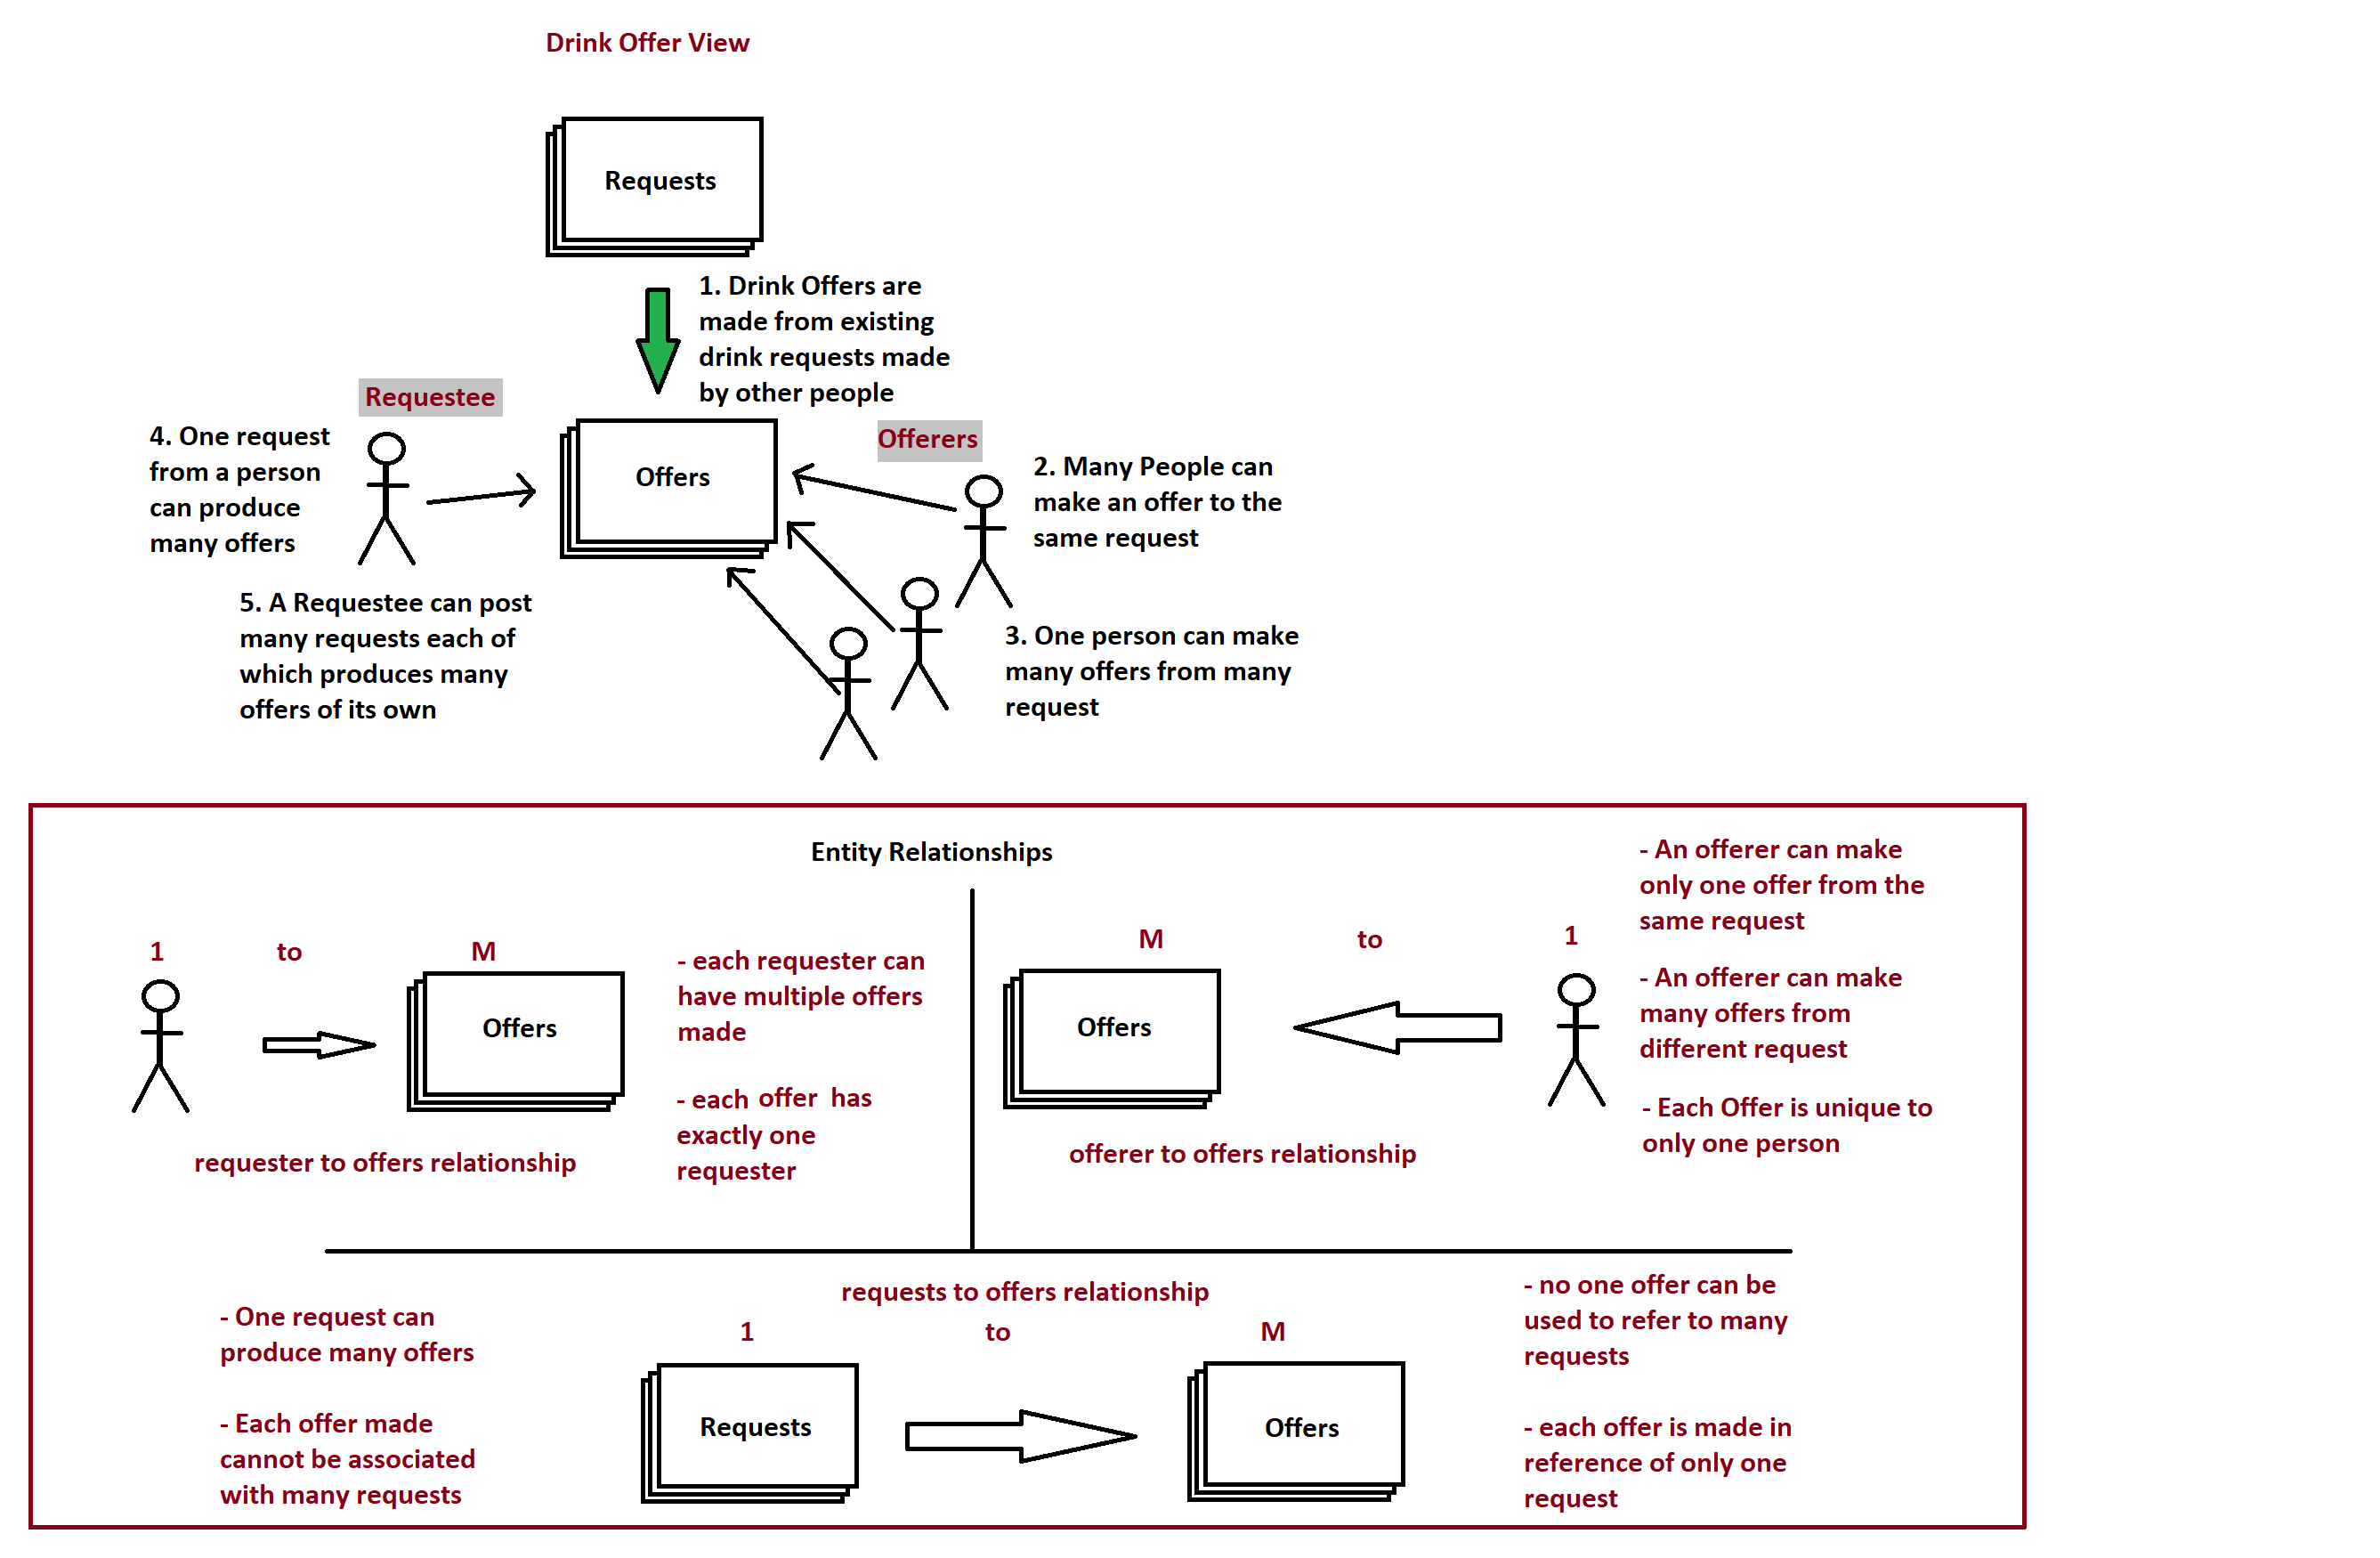 Drink Offer View
Requests
1. Drink Offers are
made from existing
drink requests made
by other people
Requestee
4. One request
from a person
can produce
many offers
Offers
Offerers
2. Many People can
make an offer to the
same request
5. A Requestee can post
many requests each of
which produces many
offers of its own
3. One person can make
many offers from many
request
Entity Relationships
1 to M
Offers
- each requester can
have multiple offers
made
- each offer has
exactly one
requester
requester to offers relationship
M to 1
Offers
- An offerer can make
only one offer from the
same request
- An offerer can make
many offers from
different request
- Each Offer is unique to
only one person
offerer to offers relationship
requests to offers relationship
- One request can
produce many offers
- Each offer made
cannot be associated
with many requests
1 to M
Requests
Offers
- no one offer can be
used to refer to many
requests
- each offer is made in
reference of only one
request